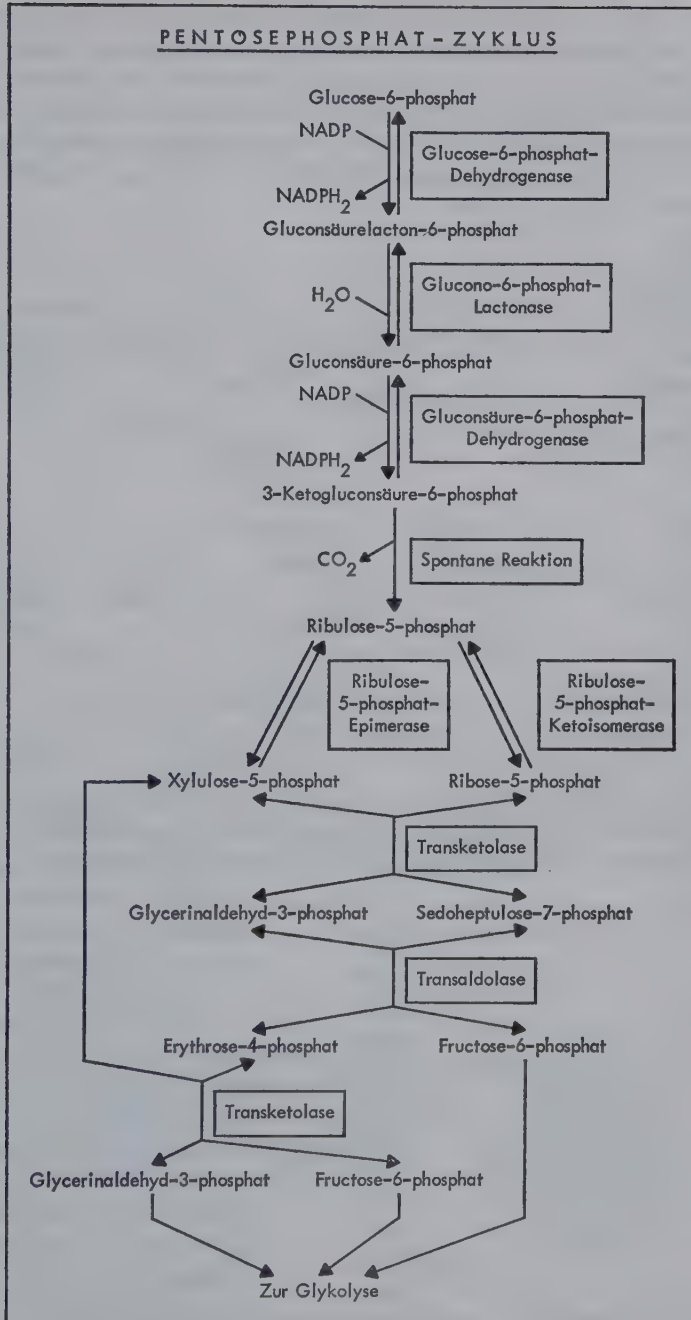 PENTOSEPHOSPHAT-ZYKLUS
Glucose-6-phosphat
NADP
Glucose-6-phosphat-
Dehydrogenase
NADPH₂
Gluconsäurelacton-6-phosphat
H₂O
Glucono-6-phosphat-
Lactonase
Gluconsäure-6-phosphat
NADP
Gluconsäure-6-phosphat-
Dehydrogenase
NADPH₂
3-Ketogluconsäure-6-phosphat
CO₂
Spontane Reaktion
Ribulose-5-phosphat
Ribulose-
5-phosphat-
Epimerase
Ribulose-
5-phosphat-
Ketoisomerase
Xylulose-5-phosphat
Ribose-5-phosphat
Transketolase
Glycerinaldehyd-3-phosphat
Sedoheptulose-7-phosphat
Transaldolase
Erythrose-4-phosphat
Fructose-6-phosphat
Transketolase
Glycerinaldehyd-3-phosphat
Fructose-6-phosphat
Zur Glykolyse